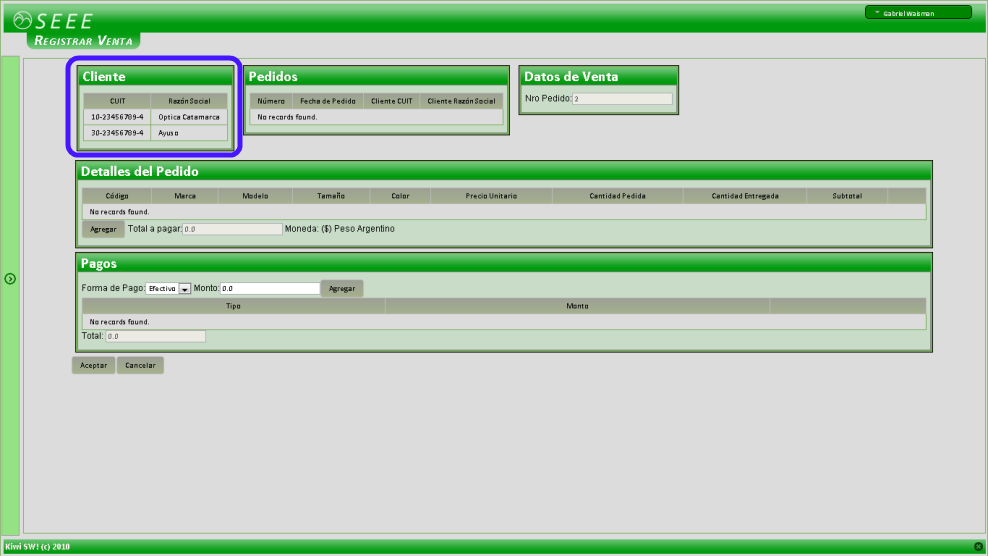 SEEE
Gabriel Waisman
REGISTRAR VENTA
Cliente
CUIT Razón Social
10-23456789-4 Optica Catamarca
30-23456789-4 Ayuso
Pedidos
Número Fecha de Pedido Cliente CUIT Cliente Razón Social
No records found.
Datos de Venta
Nro Pedido: 2
Detalles del Pedido
Código Marca Modelo Tamaño Color Precio Unitario Cantidad Pedida Cantidad Entregada Subtotal
No records found.
Agregar Total a pagar: 0.0 Moneda: ($) Peso Argentino
Pagos
Forma de Pago: Efectivo Monto: 0.0 Agregar
Tipo Monto
No records found.
Total: 0.0
Aceptar Cancelar
Kiwi SW! (c) 2010